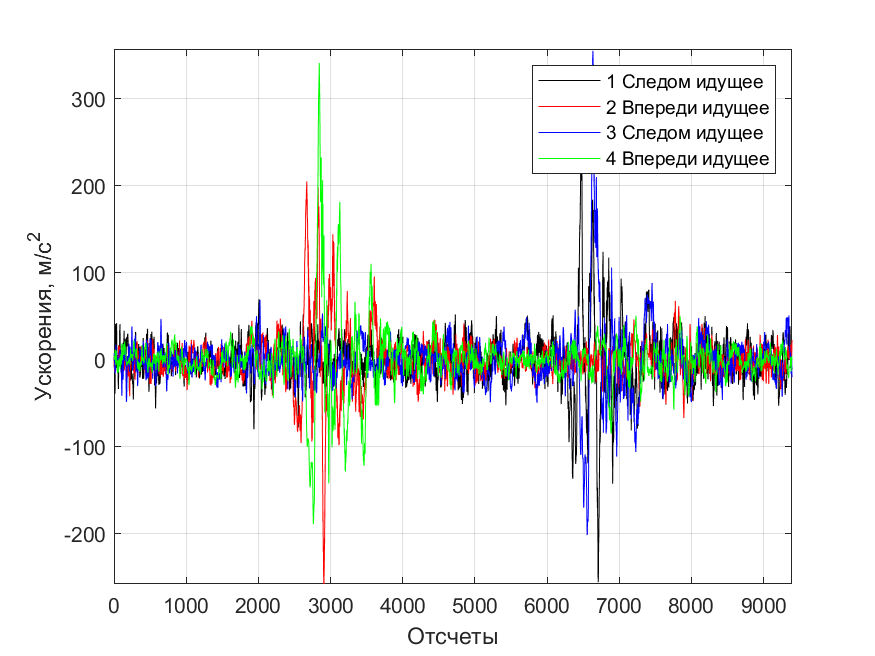 300
200
100
0
-100
-200
Ускорения, м/с²
1 Следом идущее
2 Впереди идущее
3 Следом идущее
4 Впереди идущее
0 1000 2000 3000 4000 5000 6000 7000 8000 9000
Отсчеты